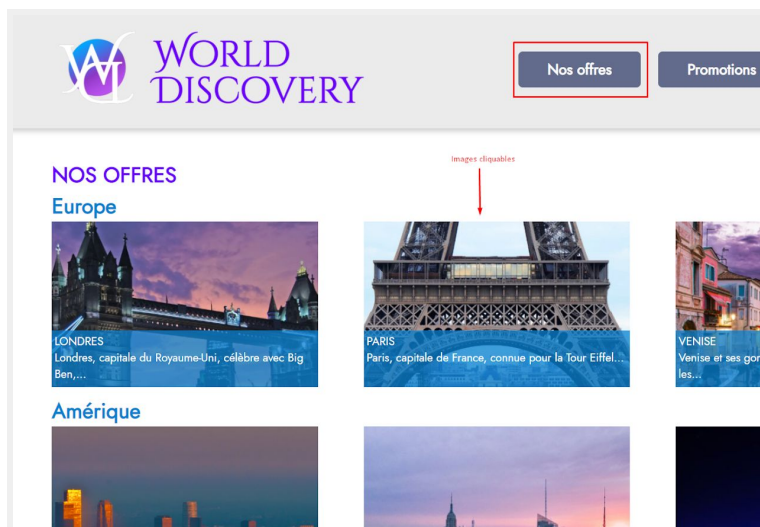 WORLD
DISCOVERY
Nos offres
Promotions
Images cliquables
NOS OFFRES
Europe
LONDRES
Londres, capitale du Royaume-Uni, célèbre avec Big
Ben,...
PARIS
Paris, capitale de France, connue pour la Tour Eiffel...
VENISE
Venise et ses
les...
Amérique